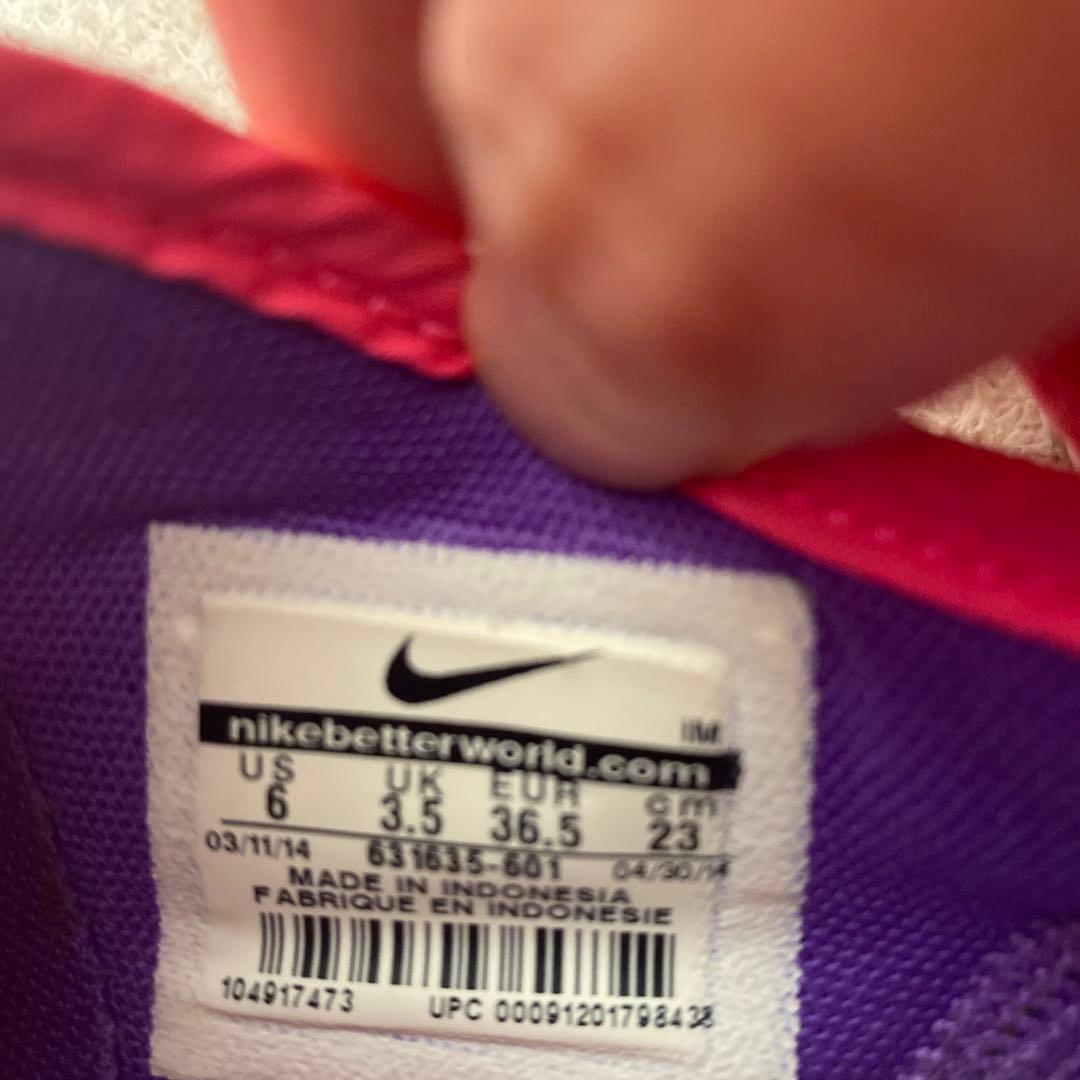 IM
nikebetterworld.com
US UK EUR cm
6 3.5 36.5 23
03/11/14 631635-601 04/30/14
MADE IN INDONESIA
FABRIQUE EN INDONESIE
104917473 UPC 00091201798438